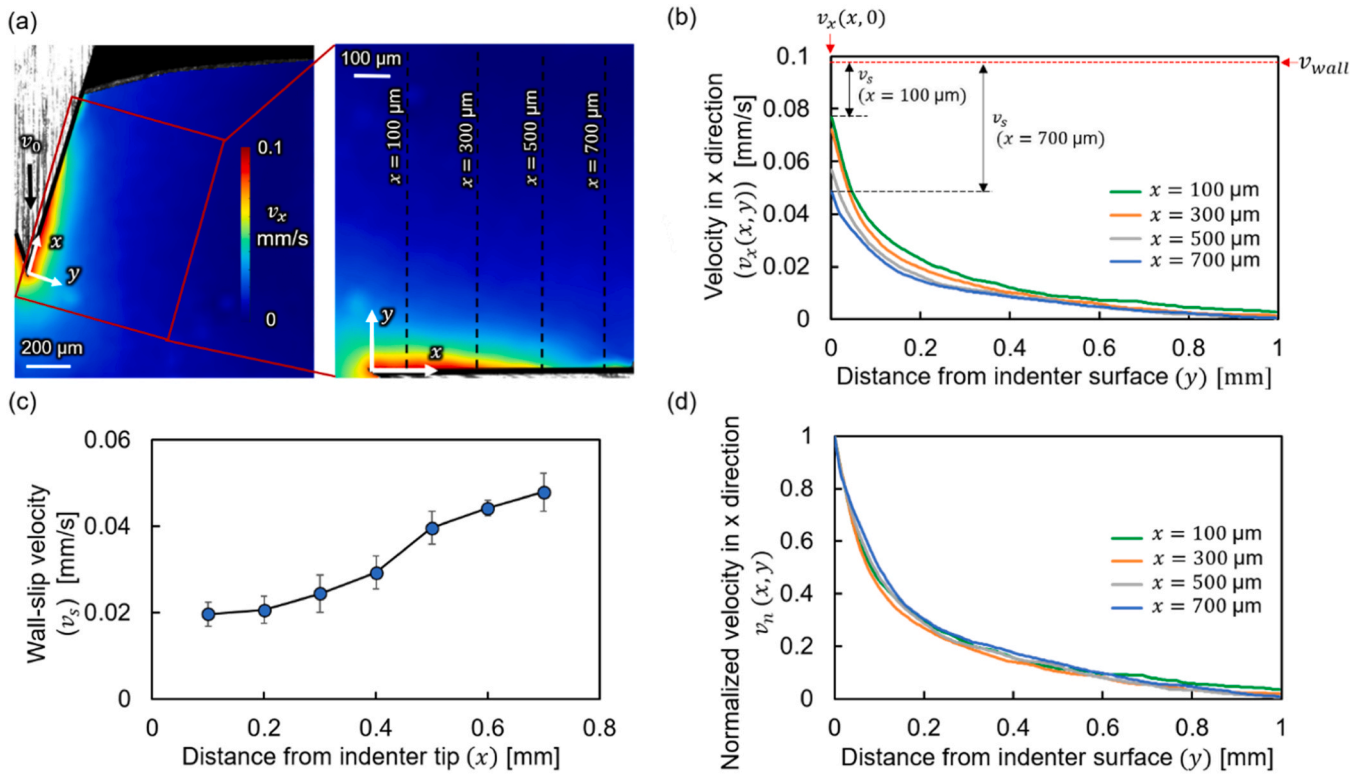 (a)
v₀
x
y
200 µm
0.1
vₓ
mm/s
0
100 µm
x = 100 µm
x = 300 µm
x = 500 µm
x = 700 µm
y
x
(b)
vₓ(x, 0)
v_wall
vₛ
(x = 100 µm)
vₛ
(x = 700 µm)
Velocity in x direction
(vₓ(x, y)) [mm/s]
0.1
0.08
0.06
0.04
0.02
0
x = 100 µm
x = 300 µm
x = 500 µm
x = 700 µm
0 0.2 0.4 0.6 0.8 1
Distance from indenter surface (y) [mm]
(c)
Wall-slip velocity
(vₛ) [mm/s]
0.06
0.04
0.02
0
0 0.2 0.4 0.6 0.8
Distance from indenter tip (x) [mm]
(d)
Normalized velocity in x direction
vₙ (x, y)
1
0.8
0.6
0.4
0.2
0
x = 100 µm
x = 300 µm
x = 500 µm
x = 700 µm
0 0.2 0.4 0.6 0.8 1
Distance from indenter surface (y) [mm]